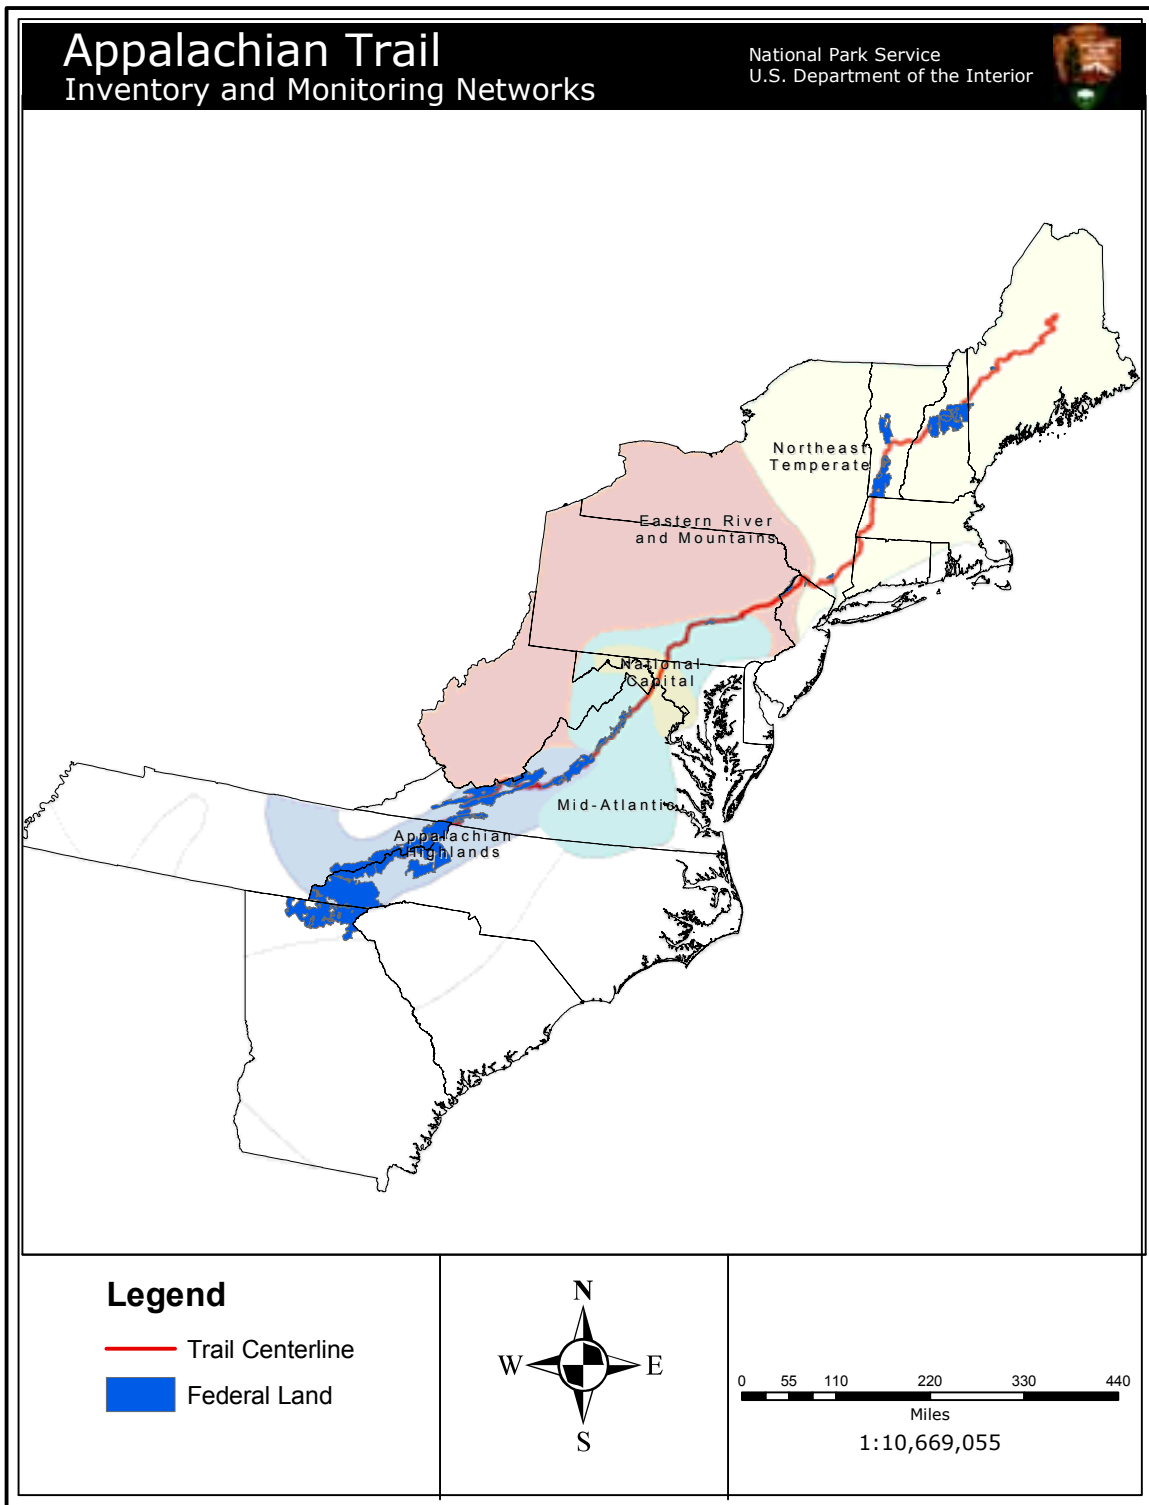 Appalachian Trail
Inventory and Monitoring Networks
National Park Service
U.S. Department of the Interior
Northeast
Temperate
Eastern River
and Mountains
National
Capital
Mid-Atlantic
Appalachian
Highlands
Legend
Trail Centerline
Federal Land
N
W
E
S
0 55 110 220 330 440
Miles
1:10,669,055